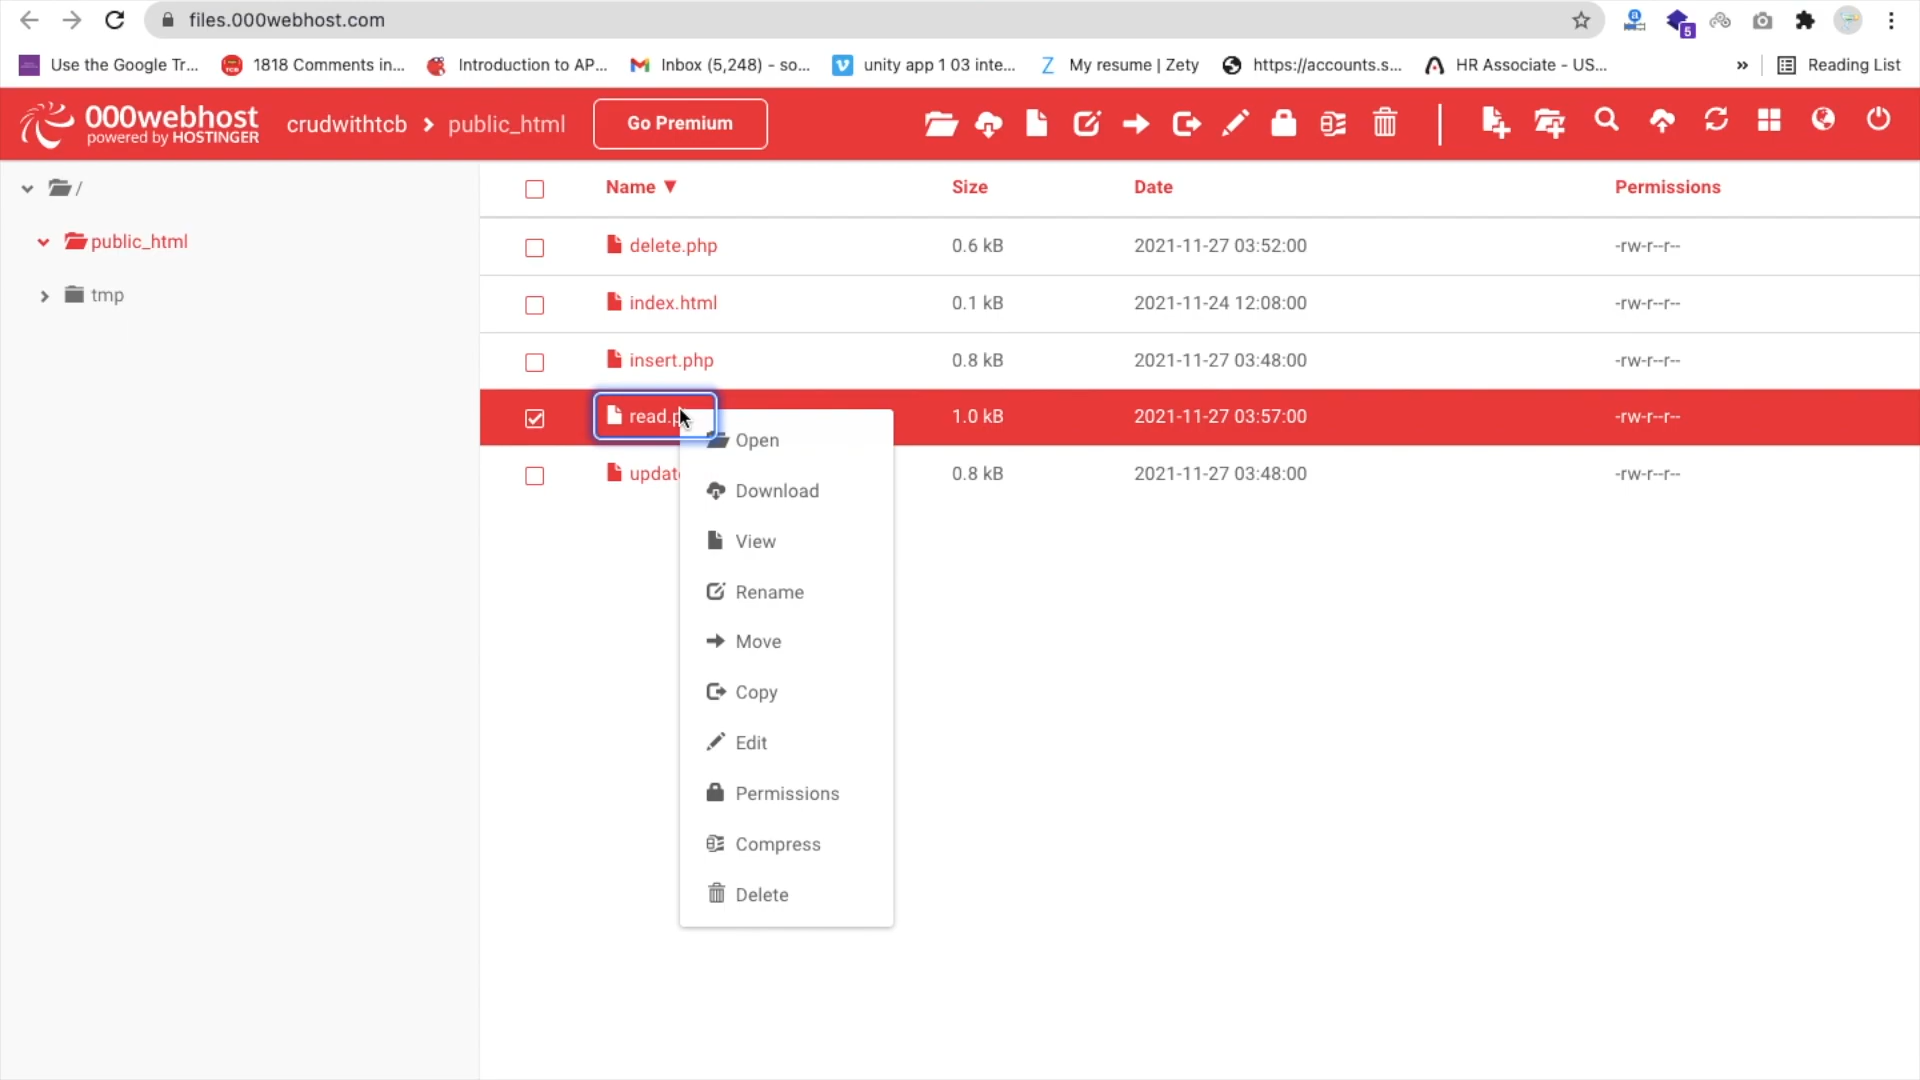 files.000webhost.com
5
Use the Google Tr... 1818 Comments in... Introduction to AP... Inbox (5,248) - so... unity app 1 03 inte... My resume | Zety https://accounts.s... HR Associate - US... » Reading List
000webhost
powered by HOSTINGER
crudwithtcb > public_html
Go Premium
/
public_html
tmp
Name ▼ Size Date Permissions
delete.php 0.6 kB 2021-11-27 03:52:00 -rw-r--r--
index.html 0.1 kB 2021-11-24 12:08:00 -rw-r--r--
insert.php 0.8 kB 2021-11-27 03:48:00 -rw-r--r--
read.p 1.0 kB 2021-11-27 03:57:00 -rw-r--r--
update 0.8 kB 2021-11-27 03:48:00 -rw-r--r--
Open
Download
View
Rename
Move
Copy
Edit
Permissions
Compress
Delete